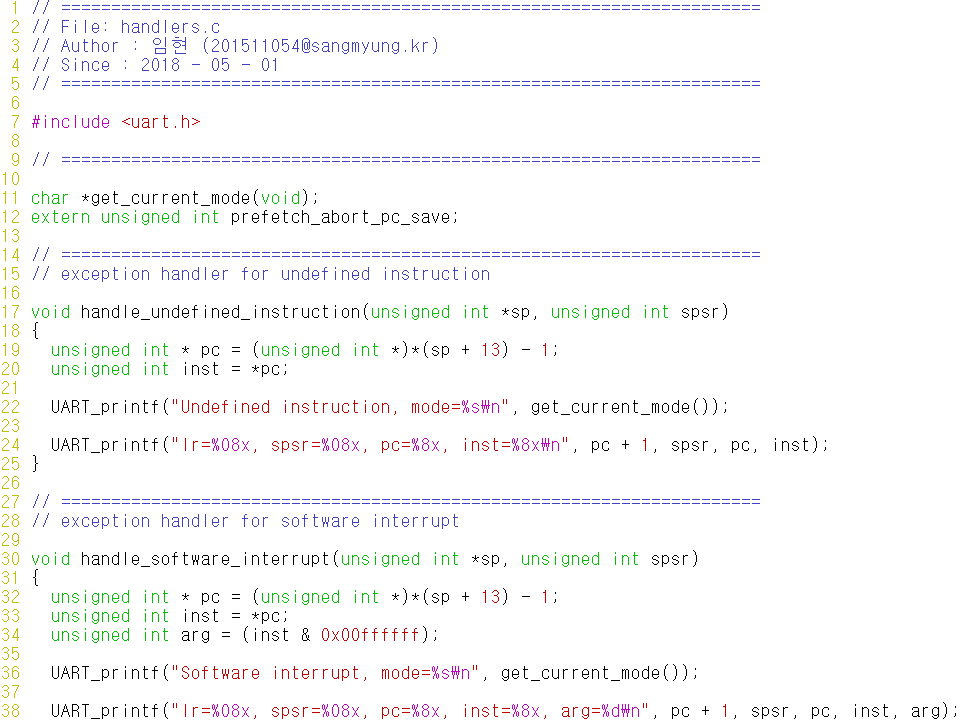 1 // ======================================================================
2 // File: handlers.c
3 // Author : 임현 (201511054@sangmyung.kr)
4 // Since : 2018 - 05 - 01
5 // ======================================================================
6
7 #include <uart.h>
8
9 // ======================================================================
10
11 char *get_current_mode(void);
12 extern unsigned int prefetch_abort_pc_save;
13
14 // ======================================================================
15 // exception handler for undefined instruction
16
17 void handle_undefined_instruction(unsigned int *sp, unsigned int spsr)
18 {
19   unsigned int * pc = (unsigned int *)*(sp + 13) - 1;
20   unsigned int inst = *pc;
21
22   UART_printf("Undefined instruction, mode=%s₩n", get_current_mode());
23
24   UART_printf("lr=%08x, spsr=%08x, pc=%8x, inst=%8x₩n", pc + 1, spsr, pc, inst);
25 }
26
27 // ======================================================================
28 // exception handler for software interrupt
29
30 void handle_software_interrupt(unsigned int *sp, unsigned int spsr)
31 {
32   unsigned int * pc = (unsigned int *)*(sp + 13) - 1;
33   unsigned int inst = *pc;
34   unsigned int arg = (inst & 0x00ffffff);
35
36   UART_printf("Software interrupt, mode=%s₩n", get_current_mode());
37
38   UART_printf("lr=%08x, spsr=%08x, pc=%8x, inst=%8x, arg=%d₩n", pc + 1, spsr, pc, inst, arg);